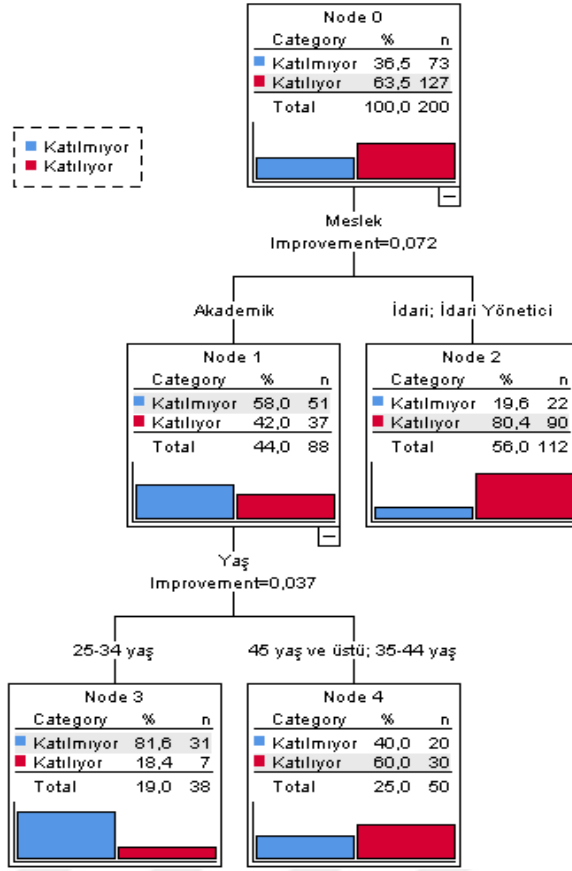 Node 0
Category % n
Katılmıyor 36,5 73
Katılıyor 63,5 127
Total 100,0 200
Katılmıyor
Katılıyor
Meslek
Improvement=0,072
Akademik
İdari; İdari Yönetici
Node 1
Category % n
Katılmıyor 58,0 51
Katılıyor 42,0 37
Total 44,0 88
Node 2
Category % n
Katılmıyor 19,6 22
Katılıyor 80,4 90
Total 56,0 112
Yaş
Improvement=0,037
25-34 yaş
45 yaş ve üstü; 35-44 yaş
Node 3
Category % n
Katılmıyor 81,6 31
Katılıyor 18,4 7
Total 19,0 38
Node 4
Category % n
Katılmıyor 40,0 20
Katılıyor 60,0 30
Total 25,0 50